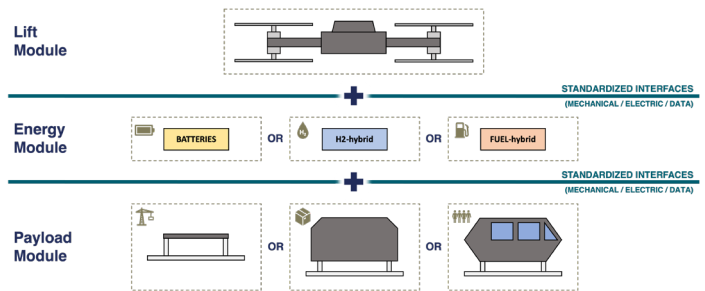 Lift
Module
STANDARDIZED INTERFACES
(MECHANICAL / ELECTRIC / DATA)
Energy
Module
BATTERIES
OR
H₂
H2-hybrid
OR
FUEL-hybrid
STANDARDIZED INTERFACES
(MECHANICAL / ELECTRIC / DATA)
Payload
Module
OR
OR